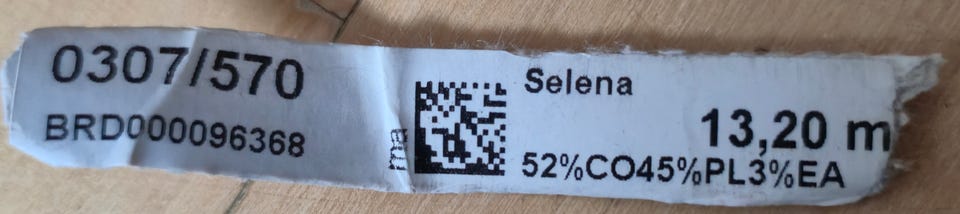 0307/570
BRD000096368
Selena
13,20 m
52%CO45%PL3%EA